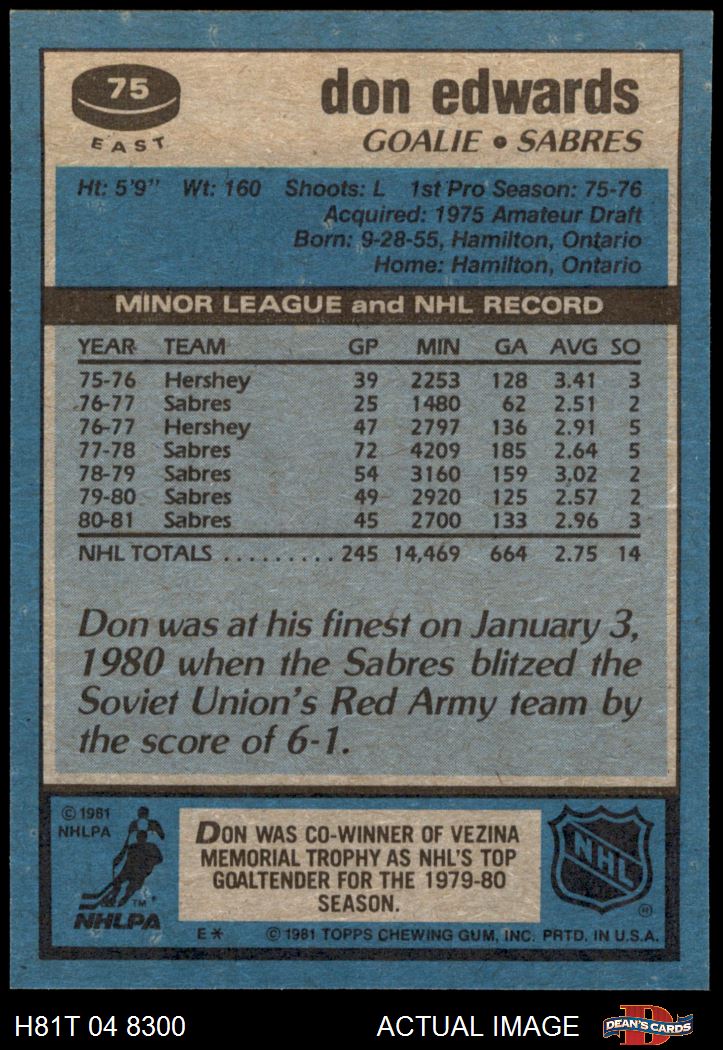 75
EAST
don edwards
GOALIE • SABRES
Ht: 5'9" Wt: 160 Shoots: L 1st Pro Season: 75-76
Acquired: 1975 Amateur Draft
Born: 9-28-55, Hamilton, Ontario
Home: Hamilton, Ontario
MINOR LEAGUE and NHL RECORD
YEAR TEAM GP MIN GA AVG SO
75-76 Hershey 39 2253 128 3.41 3
76-77 Sabres 25 1480 62 2.51 2
76-77 Hershey 47 2797 136 2.91 5
77-78 Sabres 72 4209 185 2.64 5
78-79 Sabres 54 3160 159 3.02 2
79-80 Sabres 49 2920 125 2.57 2
80-81 Sabres 45 2700 133 2.96 3
NHL TOTALS .......... 245 14,469 664 2.75 14
Don was at his finest on January 3,
1980 when the Sabres blitzed the
Soviet Union's Red Army team by
the score of 6-1.
© 1981
NHLPA
TM
NHLPA
DON WAS CO-WINNER OF VEZINA
MEMORIAL TROPHY AS NHL'S TOP
GOALTENDER FOR THE 1979-80
SEASON.
NHL
®
E* © 1981 TOPPS CHEWING GUM, INC. PRTD. IN U.S.A.
H81T 04 8300 ACTUAL IMAGE
D
DEAN'S CARDS